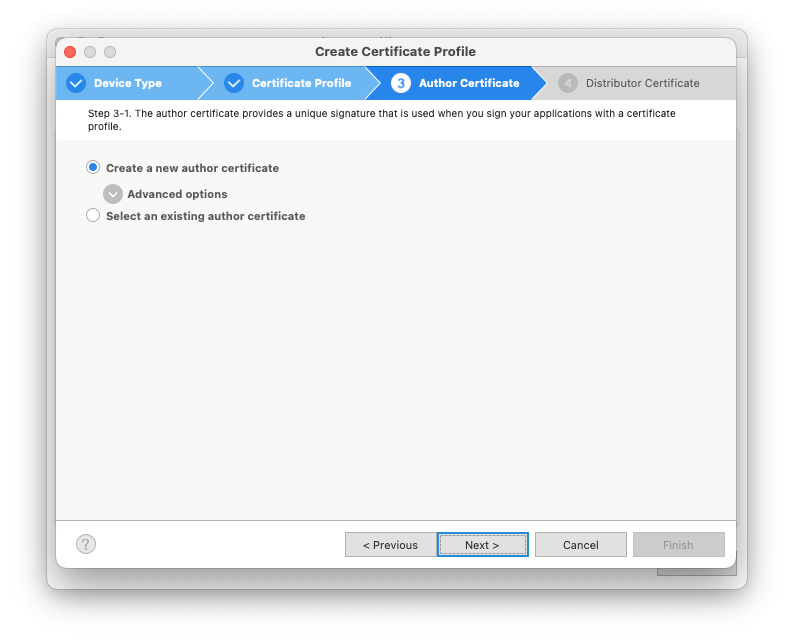 Create Certificate Profile
Device Type
Certificate Profile
3 Author Certificate
4 Distributor Certificate
Step 3-1. The author certificate provides a unique signature that is used when you sign your applications with a certificate
profile.
Create a new author certificate
Advanced options
Select an existing author certificate
?
< Previous
Next >
Cancel
Finish